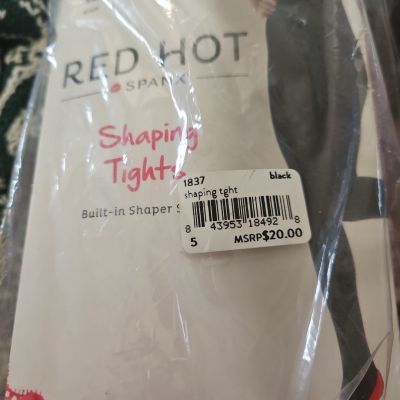 RED HOT
SPANX
Shaping
Tights
Built-in Shaper
1837 black
shaping tght
8 43953 18492 8
5 MSRP$20.00